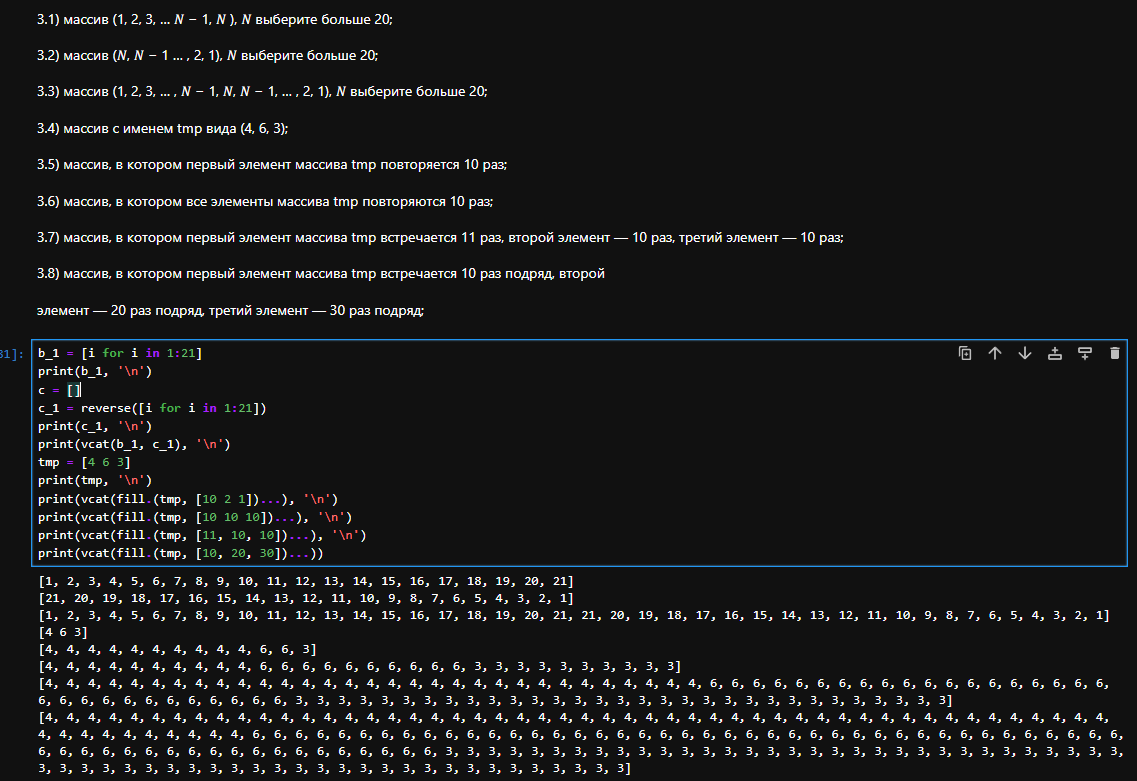 3.1) массив (1, 2, 3, ... N − 1, N ), N выберите больше 20;
3.2) массив (N, N − 1 ... , 2, 1), N выберите больше 20;
3.3) массив (1, 2, 3, ... , N − 1, N, N − 1, ... , 2, 1), N выберите больше 20;
3.4) массив с именем tmp вида (4, 6, 3);
3.5) массив, в котором первый элемент массива tmp повторяется 10 раз;
3.6) массив, в котором все элементы массива tmp повторяются 10 раз;
3.7) массив, в котором первый элемент массива tmp встречается 11 раз, второй элемент — 10 раз, третий элемент — 10 раз;
3.8) массив, в котором первый элемент массива tmp встречается 10 раз подряд, второй
элемент — 20 раз подряд, третий элемент — 30 раз подряд;
31]: b_1 = [i for i in 1:21]
print(b_1, '\n')
c = []
c_1 = reverse([i for i in 1:21])
print(c_1, '\n')
print(vcat(b_1, c_1), '\n')
tmp = [4 6 3]
print(tmp, '\n')
print(vcat(fill.(tmp, [10 2 1])...), '\n')
print(vcat(fill.(tmp, [10 10 10])...), '\n')
print(vcat(fill.(tmp, [11, 10, 10])...), '\n')
print(vcat(fill.(tmp, [10, 20, 30])...))
[1, 2, 3, 4, 5, 6, 7, 8, 9, 10, 11, 12, 13, 14, 15, 16, 17, 18, 19, 20, 21]
[21, 20, 19, 18, 17, 16, 15, 14, 13, 12, 11, 10, 9, 8, 7, 6, 5, 4, 3, 2, 1]
[1, 2, 3, 4, 5, 6, 7, 8, 9, 10, 11, 12, 13, 14, 15, 16, 17, 18, 19, 20, 21, 21, 20, 19, 18, 17, 16, 15, 14, 13, 12, 11, 10, 9, 8, 7, 6, 5, 4, 3, 2, 1]
[4 6 3]
[4, 4, 4, 4, 4, 4, 4, 4, 4, 4, 6, 6, 3]
[4, 4, 4, 4, 4, 4, 4, 4, 4, 4, 6, 6, 6, 6, 6, 6, 6, 6, 6, 6, 3, 3, 3, 3, 3, 3, 3, 3, 3, 3]
[4, 4, 4, 4, 4, 4, 4, 4, 4, 4, 4, 4, 4, 4, 4, 4, 4, 4, 4, 4, 4, 4, 4, 4, 4, 4, 4, 4, 4, 4, 4, 6, 6, 6, 6, 6, 6, 6, 6, 6, 6, 6, 6, 6, 6, 6, 6, 6, 6, 6,
6, 6, 6, 6, 6, 6, 6, 6, 6, 6, 6, 6, 3, 3, 3, 3, 3, 3, 3, 3, 3, 3, 3, 3, 3, 3, 3, 3, 3, 3, 3, 3, 3, 3, 3, 3, 3, 3, 3, 3, 3, 3, 3]
[4, 4, 4, 4, 4, 4, 4, 4, 4, 4, 4, 4, 4, 4, 4, 4, 4, 4, 4, 4, 4, 4, 4, 4, 4, 4, 4, 4, 4, 4, 4, 4, 4, 4, 4, 4, 4, 4, 4, 4, 4, 4, 4, 4, 4, 4, 4, 4, 4, 4,
4, 4, 4, 4, 4, 4, 4, 4, 4, 4, 6, 6, 6, 6, 6, 6, 6, 6, 6, 6, 6, 6, 6, 6, 6, 6, 6, 6, 6, 6, 6, 6, 6, 6, 6, 6, 6, 6, 6, 6, 6, 6, 6, 6, 6, 6, 6, 6, 6, 6, 6,
6, 6, 6, 6, 6, 6, 6, 6, 6, 6, 6, 6, 6, 6, 6, 6, 6, 6, 6, 3, 3, 3, 3, 3, 3, 3, 3, 3, 3, 3, 3, 3, 3, 3, 3, 3, 3, 3, 3, 3, 3, 3, 3, 3, 3, 3, 3, 3, 3, 3, 3,
3, 3, 3, 3, 3, 3, 3, 3, 3, 3, 3, 3, 3, 3, 3, 3, 3, 3, 3, 3, 3, 3, 3, 3, 3, 3, 3, 3]